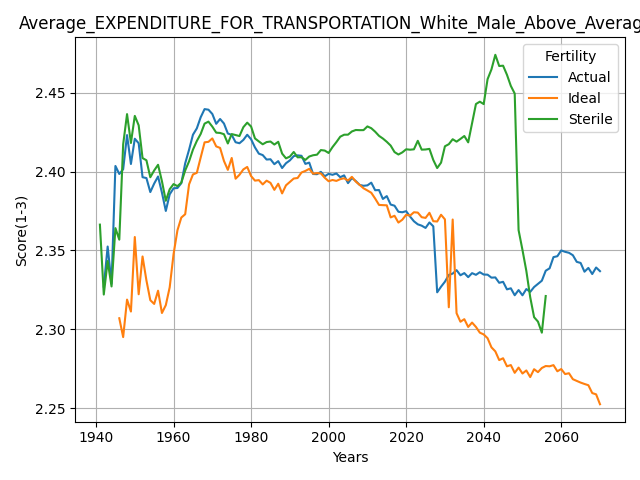 Average_EXPENDITURE_FOR_TRANSPORTATION_White_Male_Above_Averag
Fertility
Actual
Ideal
Sterile
Score(1-3)
2.45
2.40
2.35
2.30
2.25
1940 1960 1980 2000 2020 2040 2060
Years